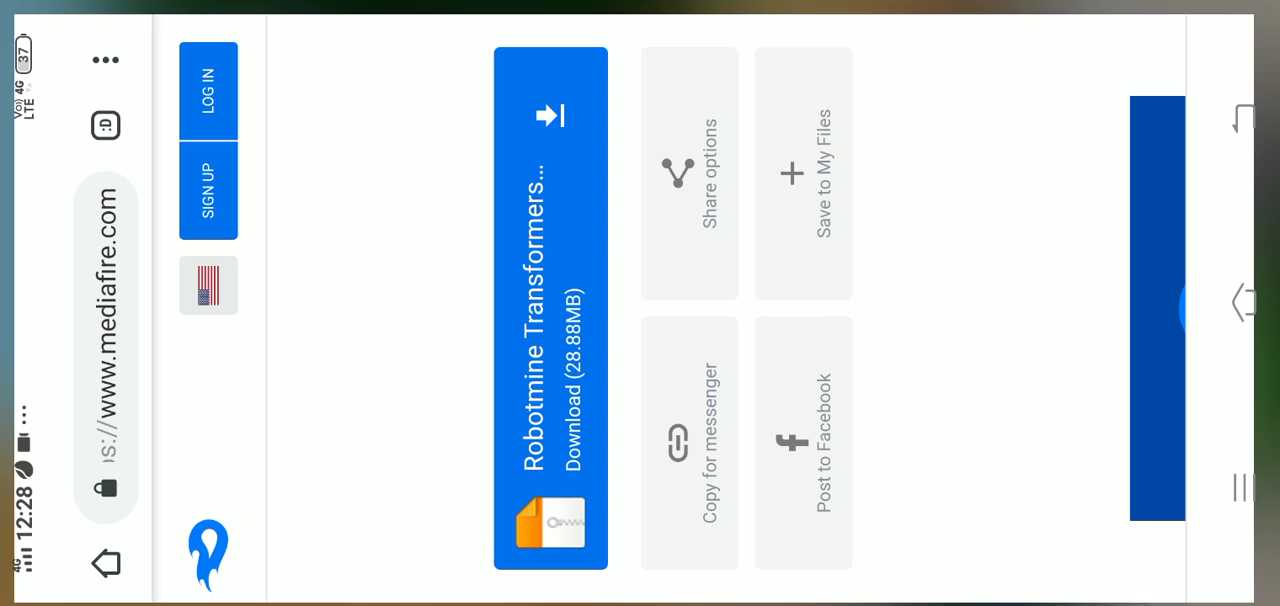 12:28
...
Vo)) 4G
LTE
4G
37
s://www.mediafire.com
:D
SIGN UP
LOG IN
Robotmine Transformers...
Download (28.88MB)
Copy for messenger
Share options
Post to Facebook
Save to My Files